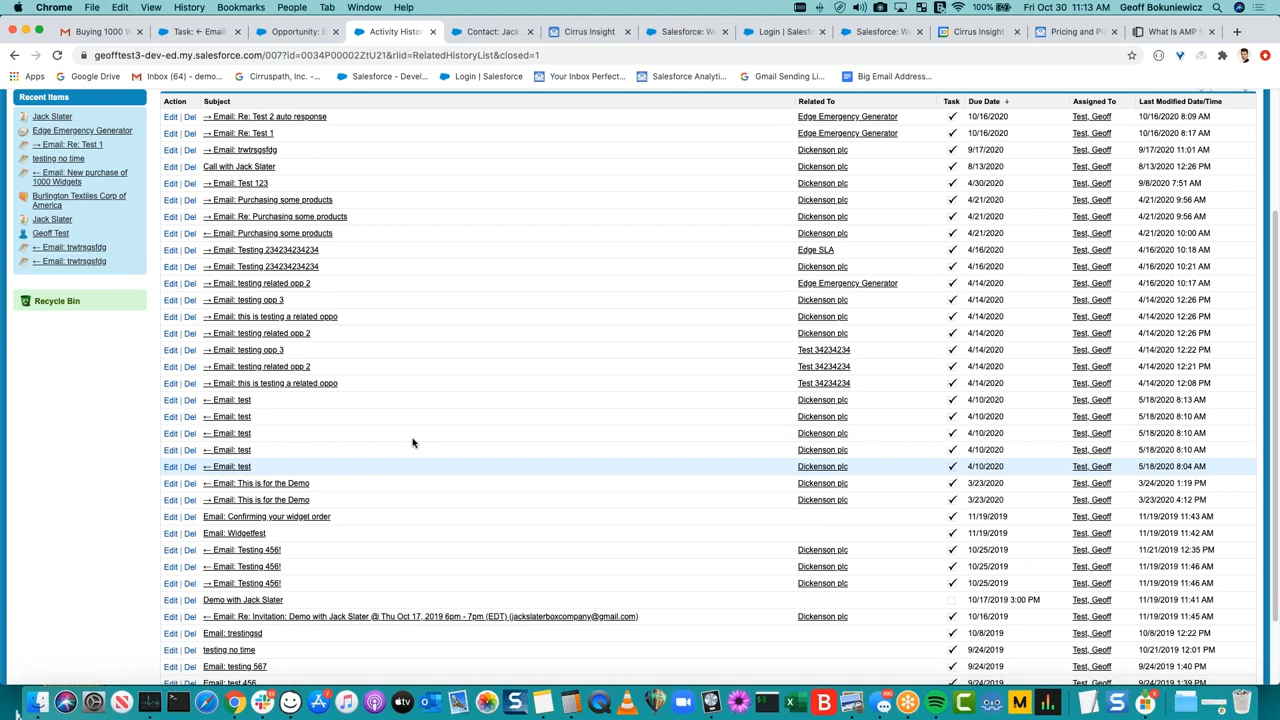 Chrome File Edit View History Bookmarks People Tab Window Help 100% Fri Oct 30 11:13 AM Geoff Bokuniewicz
Buying 1000 W Task: ← Email: Opportunity: E Activity Histor Contact: Jack Cirrus Insight Salesforce: We Login | Salesfo Salesforce: We Cirrus Insight Pricing and Pla What Is AMP f
geofftest3-dev-ed.my.salesforce.com/007?id=0034P00002ZtU21&rlid=RelatedHistoryList&closed=1
Apps Google Drive Inbox (64) - demo... Cirruspath, Inc. -... Salesforce - Devel... Login | Salesforce Your Inbox Perfect... Salesforce Analyti... Gmail Sending Li... Big Email Address...
Recent Items
Jack Slater
Edge Emergency Generator
→ Email: Re: Test 1
testing no time
← Email: New purchase of
1000 Widgets
Burlington Textiles Corp of
America
Jack Slater
Geoff Test
← Email: trwtrsgsfdg
← Email: trwtrsgsfdg
Recycle Bin
Action Subject Related To Task Due Date ↓ Assigned To Last Modified Date/Time
Edit | Del → Email: Re: Test 2 auto response Edge Emergency Generator ✓ 10/16/2020 Test, Geoff 10/16/2020 8:09 AM
Edit | Del → Email: Re: Test 1 Edge Emergency Generator ✓ 10/16/2020 Test, Geoff 10/16/2020 8:17 AM
Edit | Del → Email: trwtrsgsfdg Dickenson plc ✓ 9/17/2020 Test, Geoff 9/17/2020 11:01 AM
Edit | Del Call with Jack Slater Dickenson plc ✓ 8/13/2020 Test, Geoff 8/13/2020 12:26 PM
Edit | Del → Email: Test 123 Dickenson plc ✓ 4/30/2020 Test, Geoff 9/8/2020 7:51 AM
Edit | Del → Email: Purchasing some products Dickenson plc ✓ 4/21/2020 Test, Geoff 4/21/2020 9:56 AM
Edit | Del → Email: Re: Purchasing some products Dickenson plc ✓ 4/21/2020 Test, Geoff 4/21/2020 9:56 AM
Edit | Del ← Email: Purchasing some products Dickenson plc ✓ 4/21/2020 Test, Geoff 4/21/2020 10:00 AM
Edit | Del → Email: Testing 234234234234 Edge SLA ✓ 4/16/2020 Test, Geoff 4/16/2020 10:18 AM
Edit | Del → Email: Testing 234234234234 Dickenson plc ✓ 4/16/2020 Test, Geoff 4/16/2020 10:21 AM
Edit | Del → Email: testing related opp 2 Edge Emergency Generator ✓ 4/14/2020 Test, Geoff 4/16/2020 10:17 AM
Edit | Del → Email: testing opp 3 Dickenson plc ✓ 4/14/2020 Test, Geoff 4/14/2020 12:26 PM
Edit | Del → Email: this is testing a related oppo Dickenson plc ✓ 4/14/2020 Test, Geoff 4/14/2020 12:26 PM
Edit | Del → Email: testing related opp 2 Dickenson plc ✓ 4/14/2020 Test, Geoff 4/14/2020 12:26 PM
Edit | Del → Email: testing opp 3 Test 34234234 ✓ 4/14/2020 Test, Geoff 4/14/2020 12:22 PM
Edit | Del → Email: testing related opp 2 Test 34234234 ✓ 4/14/2020 Test, Geoff 4/14/2020 12:21 PM
Edit | Del → Email: this is testing a related oppo Test 34234234 ✓ 4/14/2020 Test, Geoff 4/14/2020 12:08 PM
Edit | Del ← Email: test Dickenson plc ✓ 4/10/2020 Test, Geoff 5/18/2020 8:13 AM
Edit | Del ← Email: test Dickenson plc ✓ 4/10/2020 Test, Geoff 5/18/2020 8:10 AM
Edit | Del ← Email: test Dickenson plc ✓ 4/10/2020 Test, Geoff 5/18/2020 8:10 AM
Edit | Del ← Email: test Dickenson plc ✓ 4/10/2020 Test, Geoff 5/18/2020 8:10 AM
Edit | Del ← Email: test Dickenson plc ✓ 4/10/2020 Test, Geoff 5/18/2020 8:04 AM
Edit | Del ← Email: This is for the Demo Dickenson plc ✓ 3/23/2020 Test, Geoff 3/24/2020 1:19 PM
Edit | Del → Email: This is for the Demo Dickenson plc ✓ 3/23/2020 Test, Geoff 3/23/2020 4:12 PM
Edit | Del Email: Confirming your widget order ✓ 11/19/2019 Test, Geoff 11/19/2019 11:43 AM
Edit | Del Email: Widgetfest ✓ 11/19/2019 Test, Geoff 11/19/2019 11:42 AM
Edit | Del ← Email: Testing 456! Dickenson plc ✓ 10/25/2019 Test, Geoff 11/21/2019 12:35 PM
Edit | Del ← Email: Testing 456! Dickenson plc ✓ 10/25/2019 Test, Geoff 11/19/2019 11:46 AM
Edit | Del → Email: Testing 456! Dickenson plc ✓ 10/25/2019 Test, Geoff 11/19/2019 11:46 AM
Edit | Del Demo with Jack Slater 10/17/2019 3:00 PM Test, Geoff 11/19/2019 11:41 AM
Edit | Del ← Email: Re: Invitation: Demo with Jack Slater @ Thu Oct 17, 2019 6pm - 7pm (EDT) (jackslaterboxcompany@gmail.com) Dickenson plc ✓ 10/16/2019 Test, Geoff 11/19/2019 11:45 AM
Edit | Del Email: trestingsd ✓ 10/8/2019 Test, Geoff 10/8/2019 12:22 PM
Edit | Del testing no time ✓ 9/24/2019 Test, Geoff 10/21/2019 12:01 PM
Edit | Del Email: testing 567 ✓ 9/24/2019 Test, Geoff 9/24/2019 1:40 PM
Edit | Del Email: test 456 ✓ 9/24/2019 Test, Geoff 9/24/2019 1:39 PM